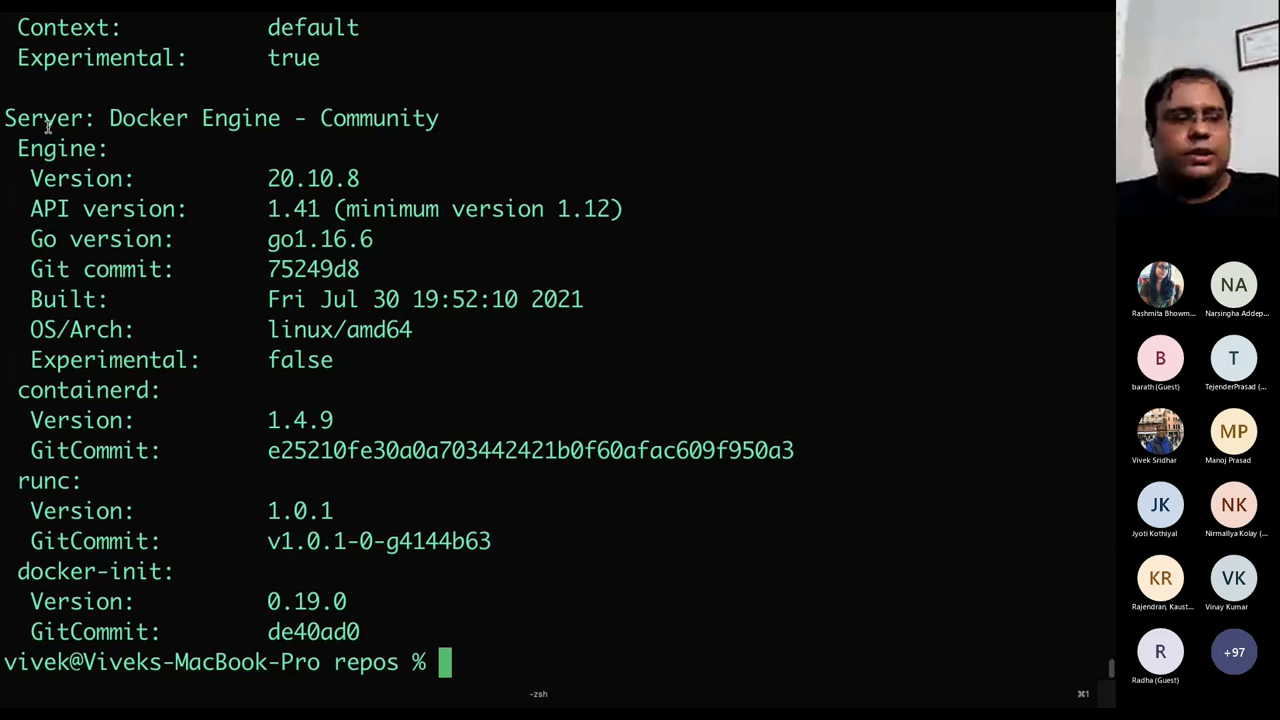 Context: default
Experimental: true
Server: Docker Engine - Community
Engine:
Version: 20.10.8
API version: 1.41 (minimum version 1.12)
Go version: go1.16.6
Git commit: 75249d8
Built: Fri Jul 30 19:52:10 2021
OS/Arch: linux/amd64
Experimental: false
containerd:
Version: 1.4.9
GitCommit: e25210fe30a0a703442421b0f60afac609f950a3
runc:
Version: 1.0.1
GitCommit: v1.0.1-0-g4144b63
docker-init:
Version: 0.19.0
GitCommit: de40ad0
vivek@Viveks-MacBook-Pro repos %
-zsh
⌘1
NA
Rashmita Bhowm...
Narsingha Addep...
B
T
barath (Guest)
TejenderPrasad (...
MP
Vivek Sridhar
Manoj Prasad
JK
NK
Jyoti Kothiyal
Nirmallya Kolay (...
KR
VK
Rajendran, Kaust...
Vinay Kumar
R
+97
Radha (Guest)